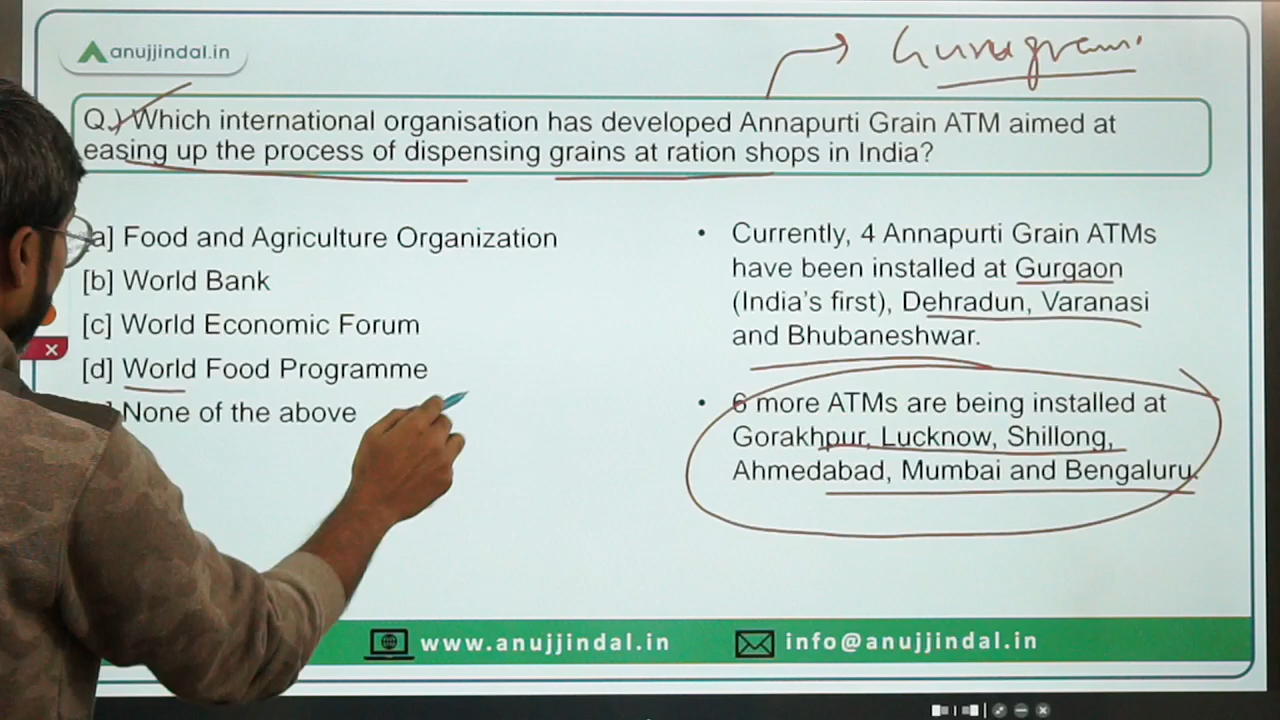 anujjindal.in
Gurugram
Q.) Which international organisation has developed Annapurti Grain ATM aimed at
easing up the process of dispensing grains at ration shops in India?
a] Food and Agriculture Organization
[b] World Bank
[c] World Economic Forum
[d] World Food Programme
] None of the above
• Currently, 4 Annapurti Grain ATMs
have been installed at Gurgaon
(India's first), Dehradun, Varanasi
and Bhubaneshwar.
• 6 more ATMs are being installed at
Gorakhpur, Lucknow, Shillong,
Ahmedabad, Mumbai and Bengaluru.
www.anujjindal.in
info@anujjindal.in